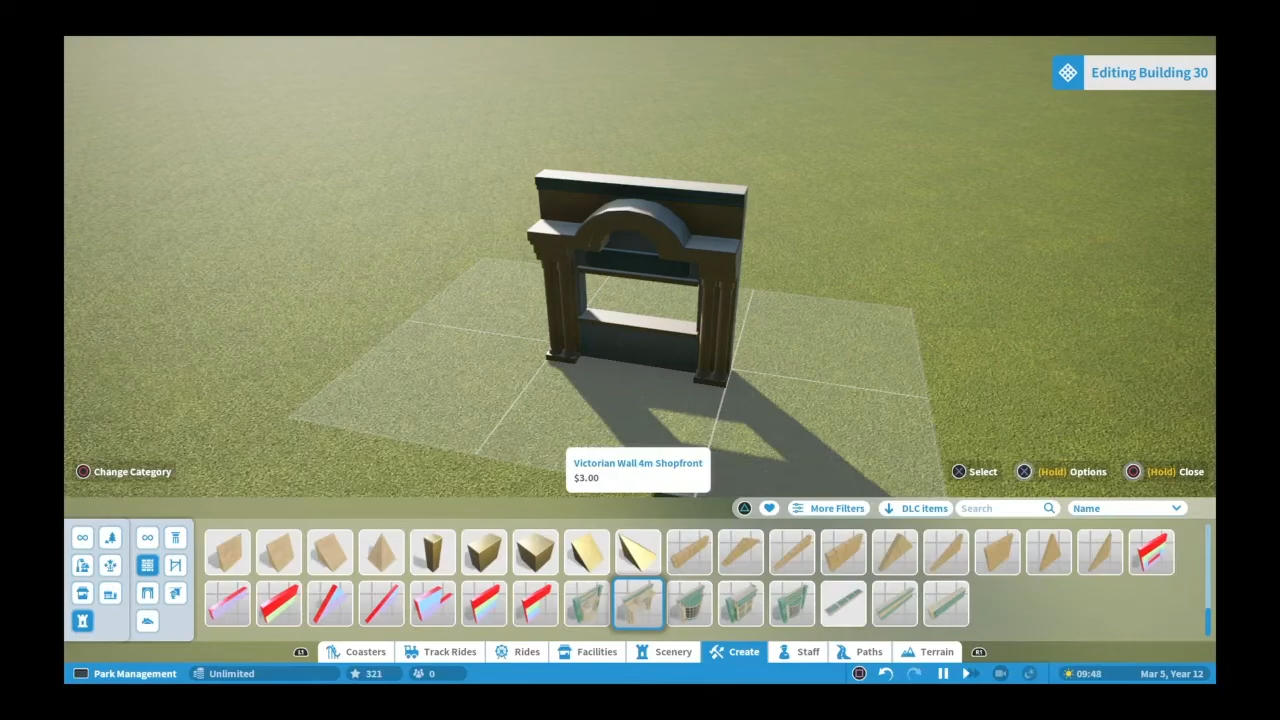 Editing Building 30
Victorian Wall 4m Shopfront
$3.00
Change Category
Select
(Hold) Options
(Hold) Close
More Filters
DLC items
Search
Name
L1
Coasters
Track Rides
Rides
Facilities
Scenery
Create
Staff
Paths
Terrain
R1
Park Management
Unlimited
321
0
09:48
Mar 5, Year 12